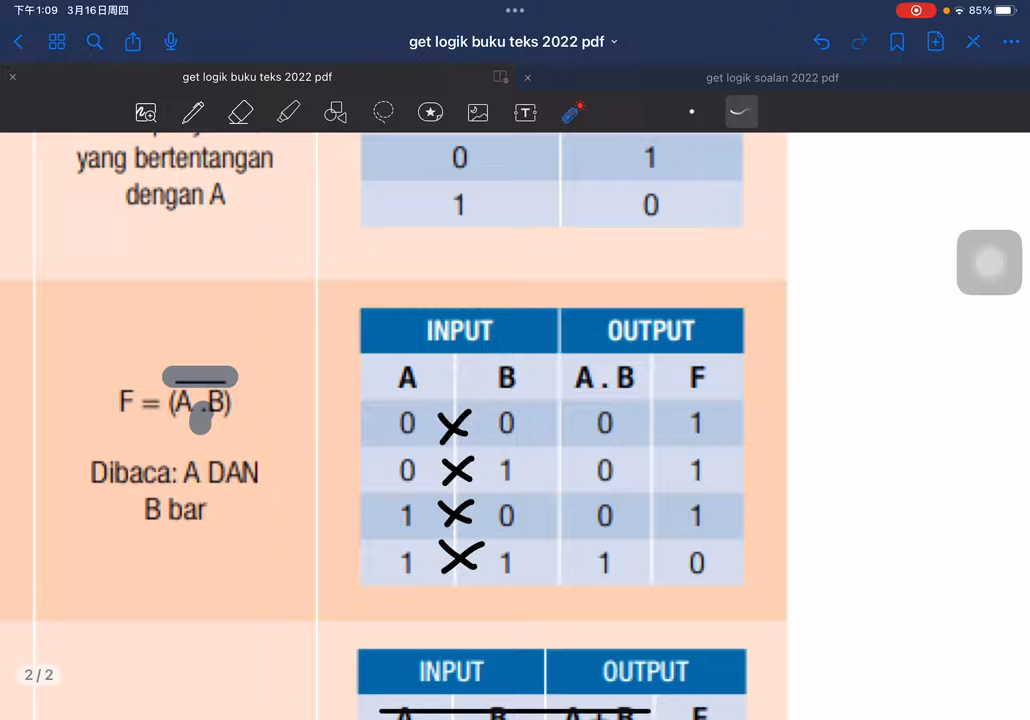 下午1:09 3月16日周四
85%
get logik buku teks 2022 pdf
get logik buku teks 2022 pdf
get logik soalan 2022 pdf
yang bertentangan
dengan A
0 1
1 0
F = (A .B)
Dibaca: A DAN
B bar
INPUT OUTPUT
A B A . B F
0 × 0 0 1
0 × 1 0 1
1 × 0 0 1
1 × 1 1 0
2 / 2
INPUT OUTPUT
A B A + B F